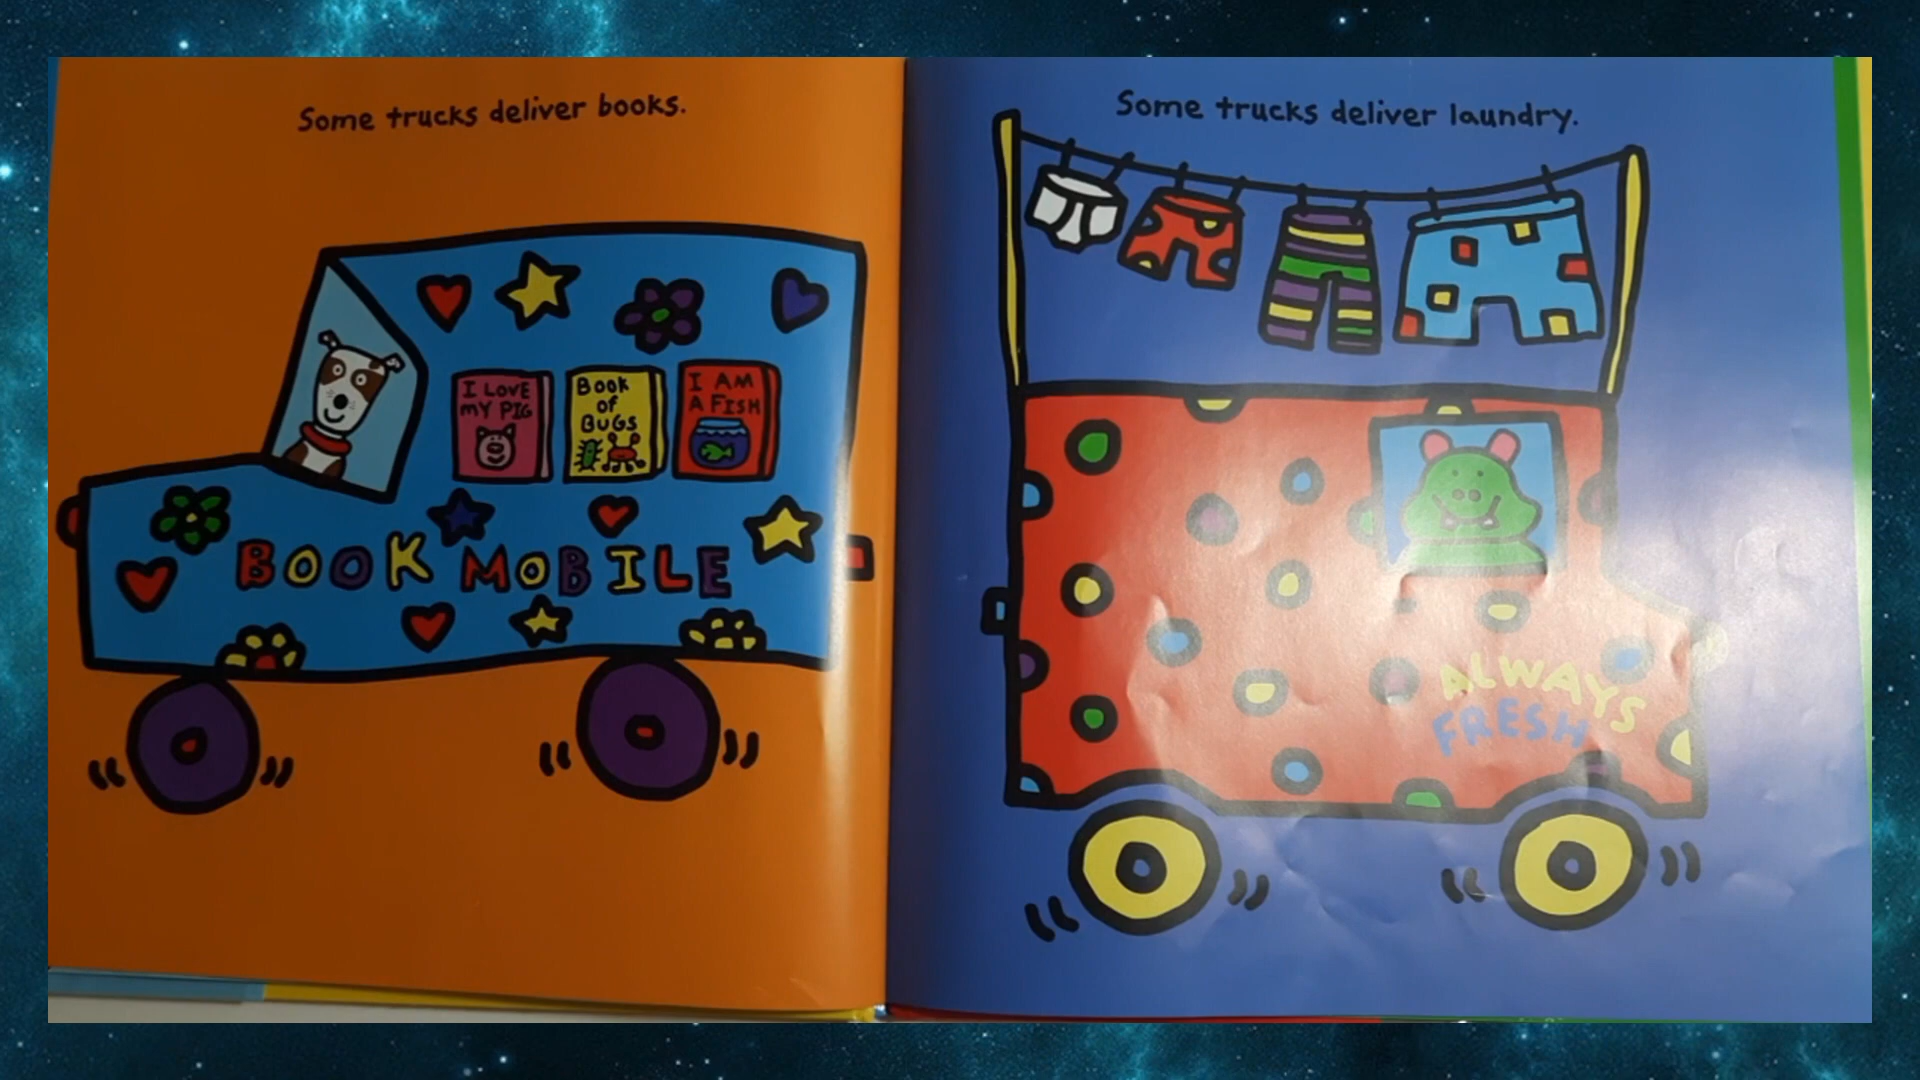 Some trucks deliver books.
I LOVE
MY PIG
Book
of
BUGS
I AM
A FISH
BOOK MOBILE
Some trucks deliver laundry.
ALWAYS
FRESH